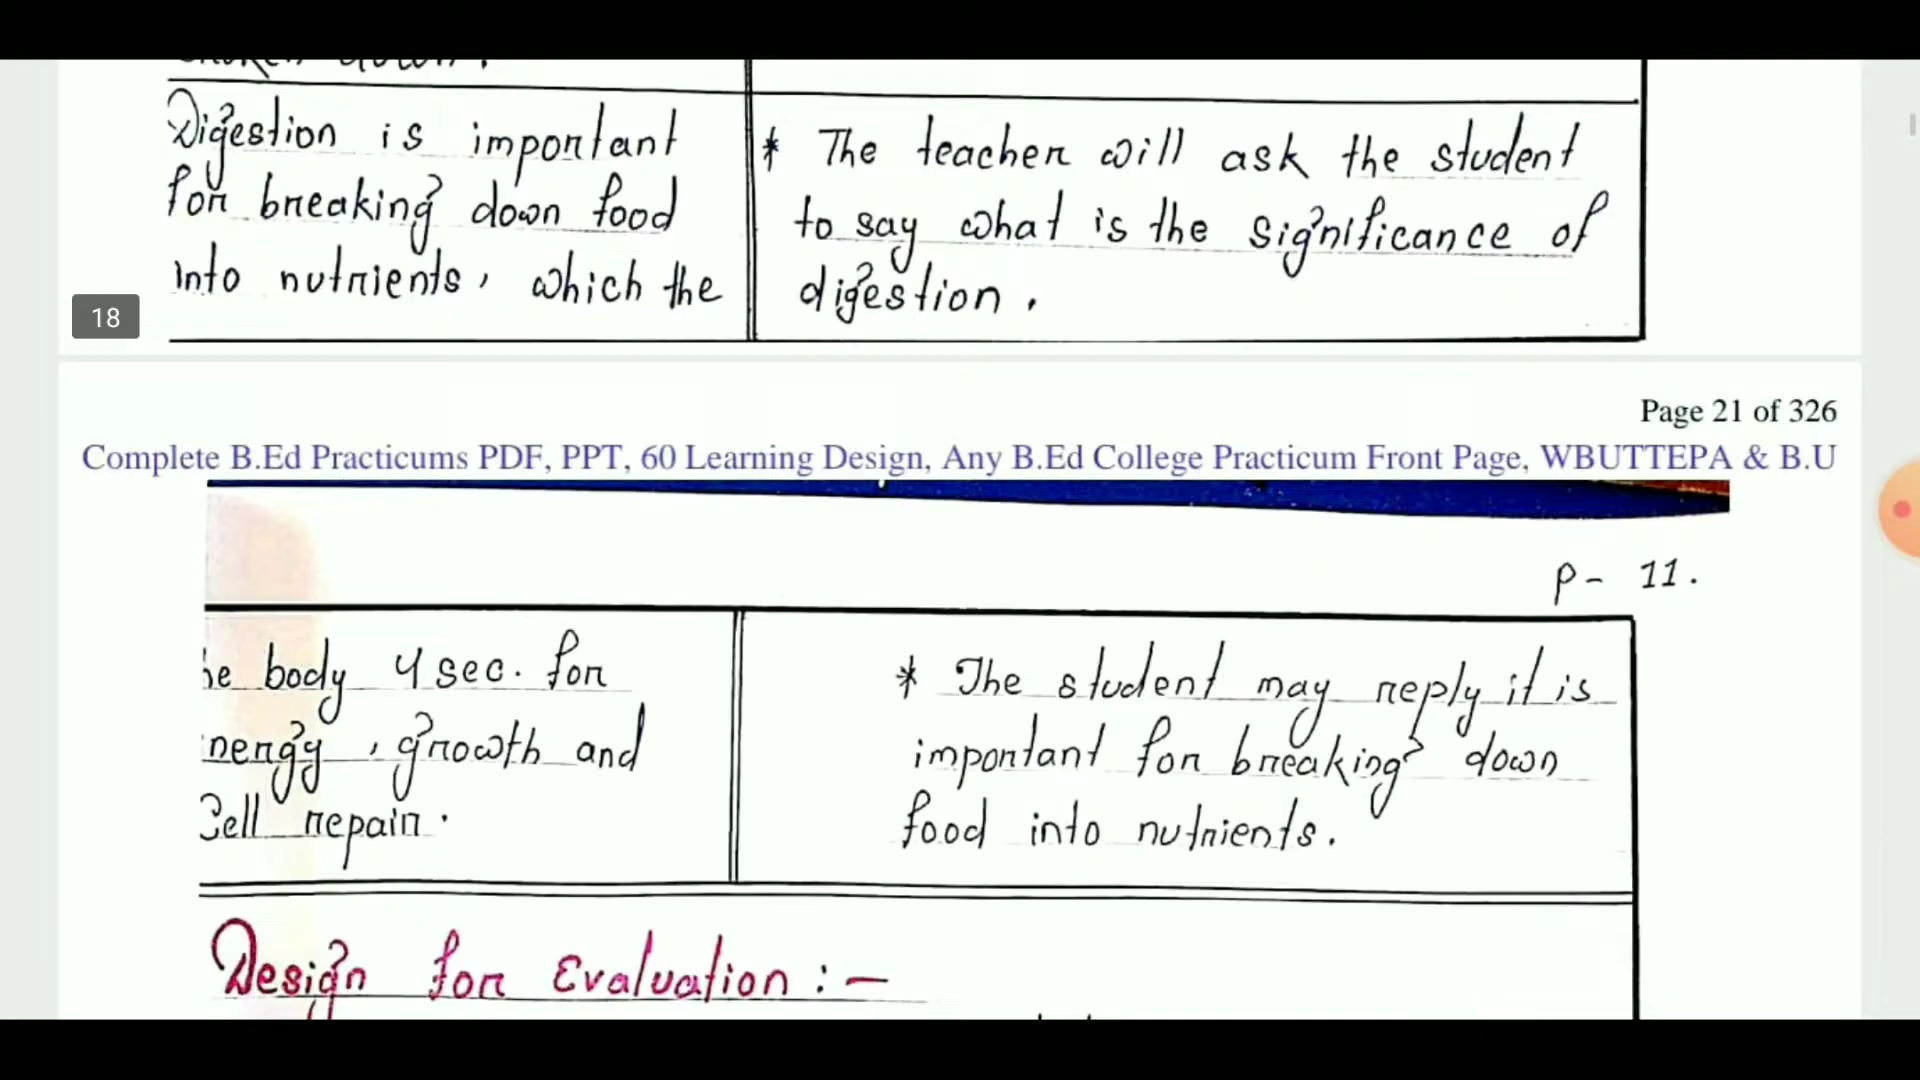 Digestion is important
for breaking down food
into nutrients, which the
* The teacher will ask the student
to say what is the significance of
digestion.
18
Page 21 of 326
Complete B.Ed Practicums PDF, PPT, 60 Learning Design, Any B.Ed College Practicum Front Page, WBUTTEPA & B.U
P- 11.
he body 4 sec. for
nergy, growth and
Cell repair.
* The student may reply it is
important for breaking down
food into nutrients.
Design for Evaluation :-